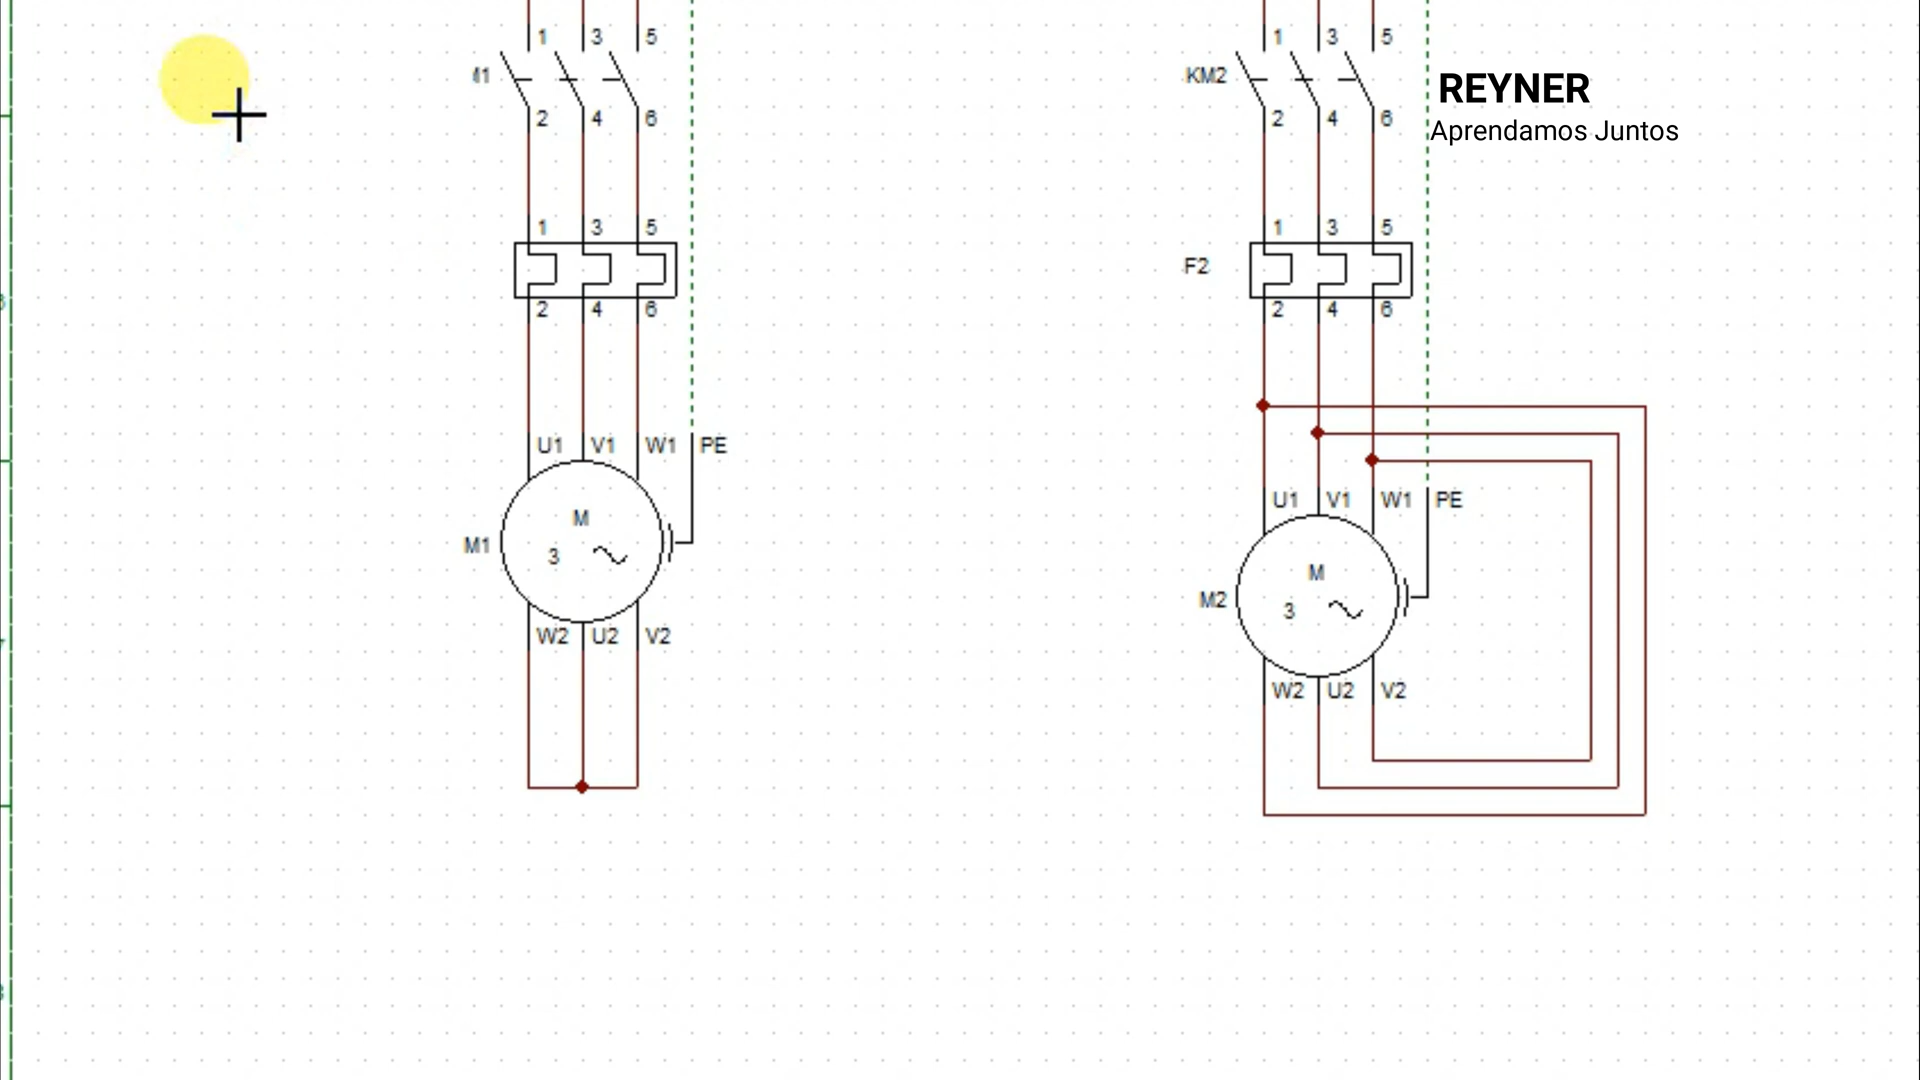 1 3 5
1 3 5
KM2
REYNER
Aprendamos Juntos
2 4 6
2 4 6
1 3 5
1 3 5
F2
2 4 6
2 4 6
U1 V1 W1 PE
U1 V1 W1 PE
M
3
M1
M
3
M2
W2 U2 V2
W2 U2 V2